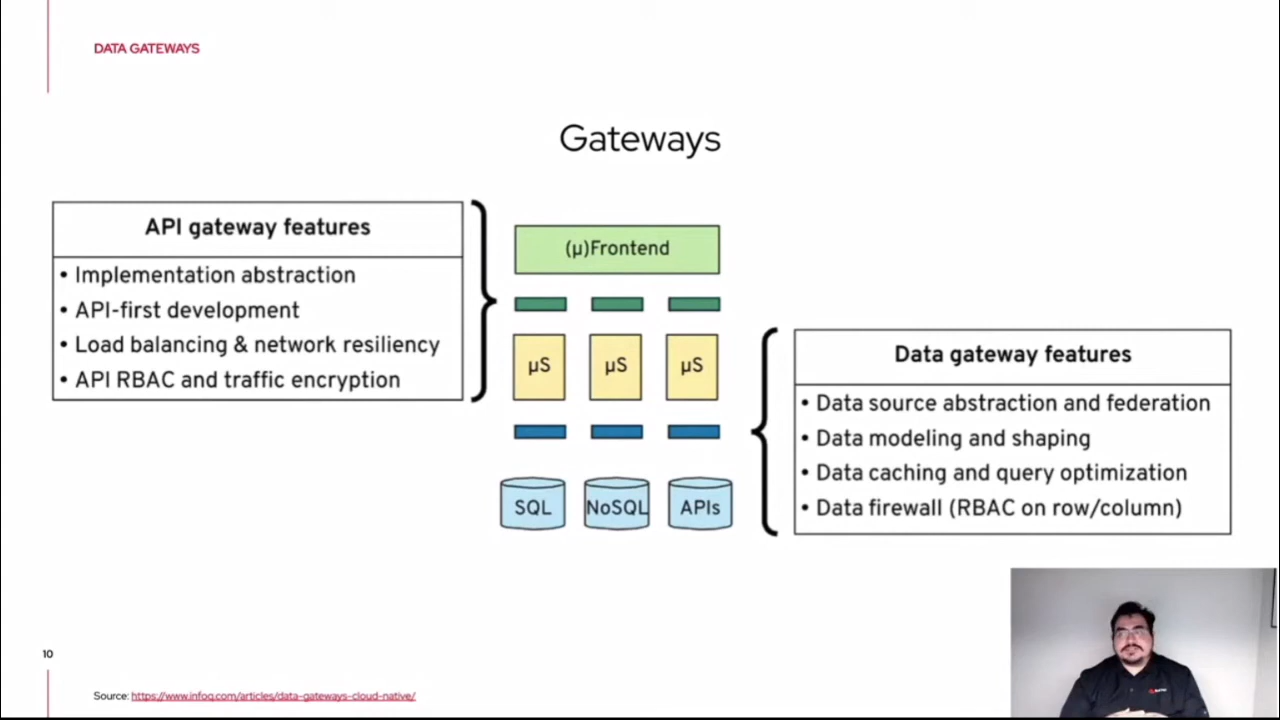 DATA GATEWAYS
Gateways
API gateway features
• Implementation abstraction
• API-first development
• Load balancing & network resiliency
• API RBAC and traffic encryption
(µ)Frontend
µS µS µS
SQL NoSQL APIs
Data gateway features
• Data source abstraction and federation
• Data modeling and shaping
• Data caching and query optimization
• Data firewall (RBAC on row/column)
10
Source: https://www.infoq.com/articles/data-gateways-cloud-native/